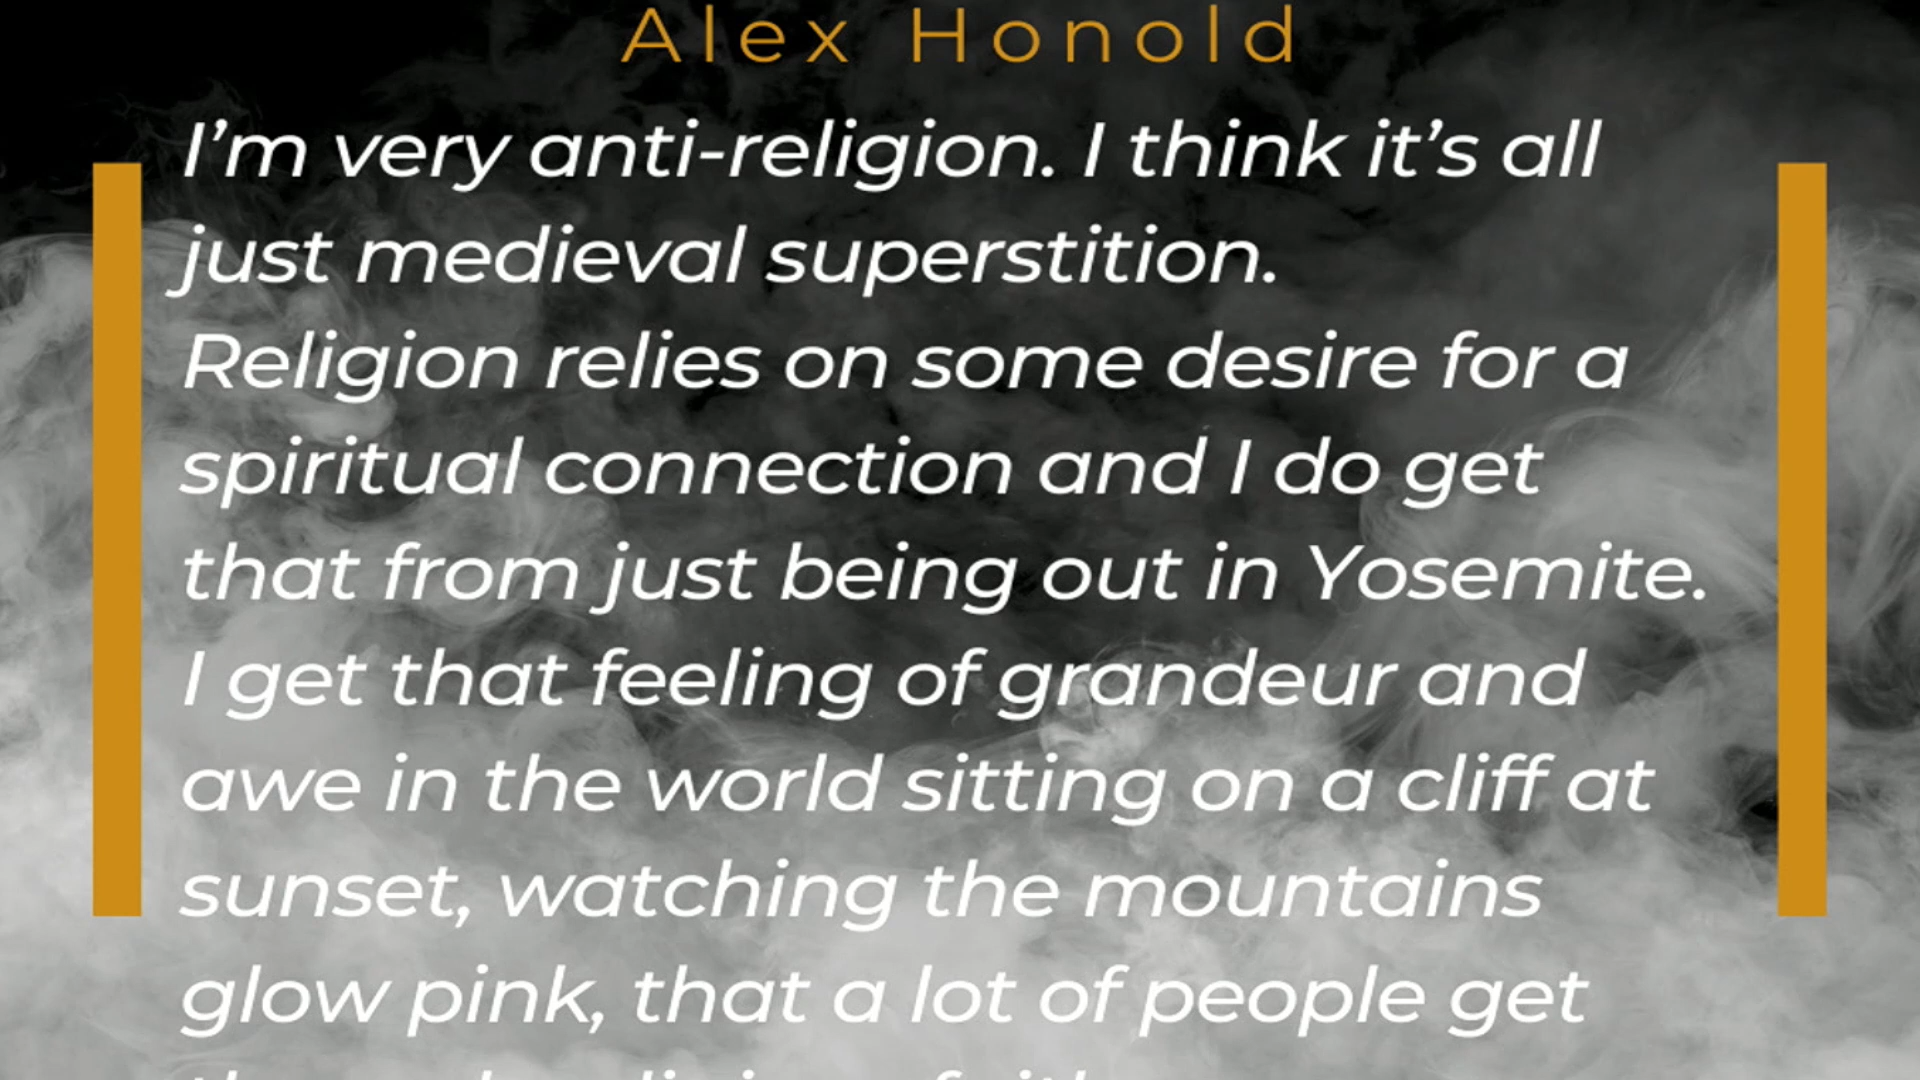 Alex Honold
I’m very anti-religion. I think it’s all
just medieval superstition.
Religion relies on some desire for a
spiritual connection and I do get
that from just being out in Yosemite.
I get that feeling of grandeur and
awe in the world sitting on a cliff at
sunset, watching the mountains
glow pink, that a lot of people get